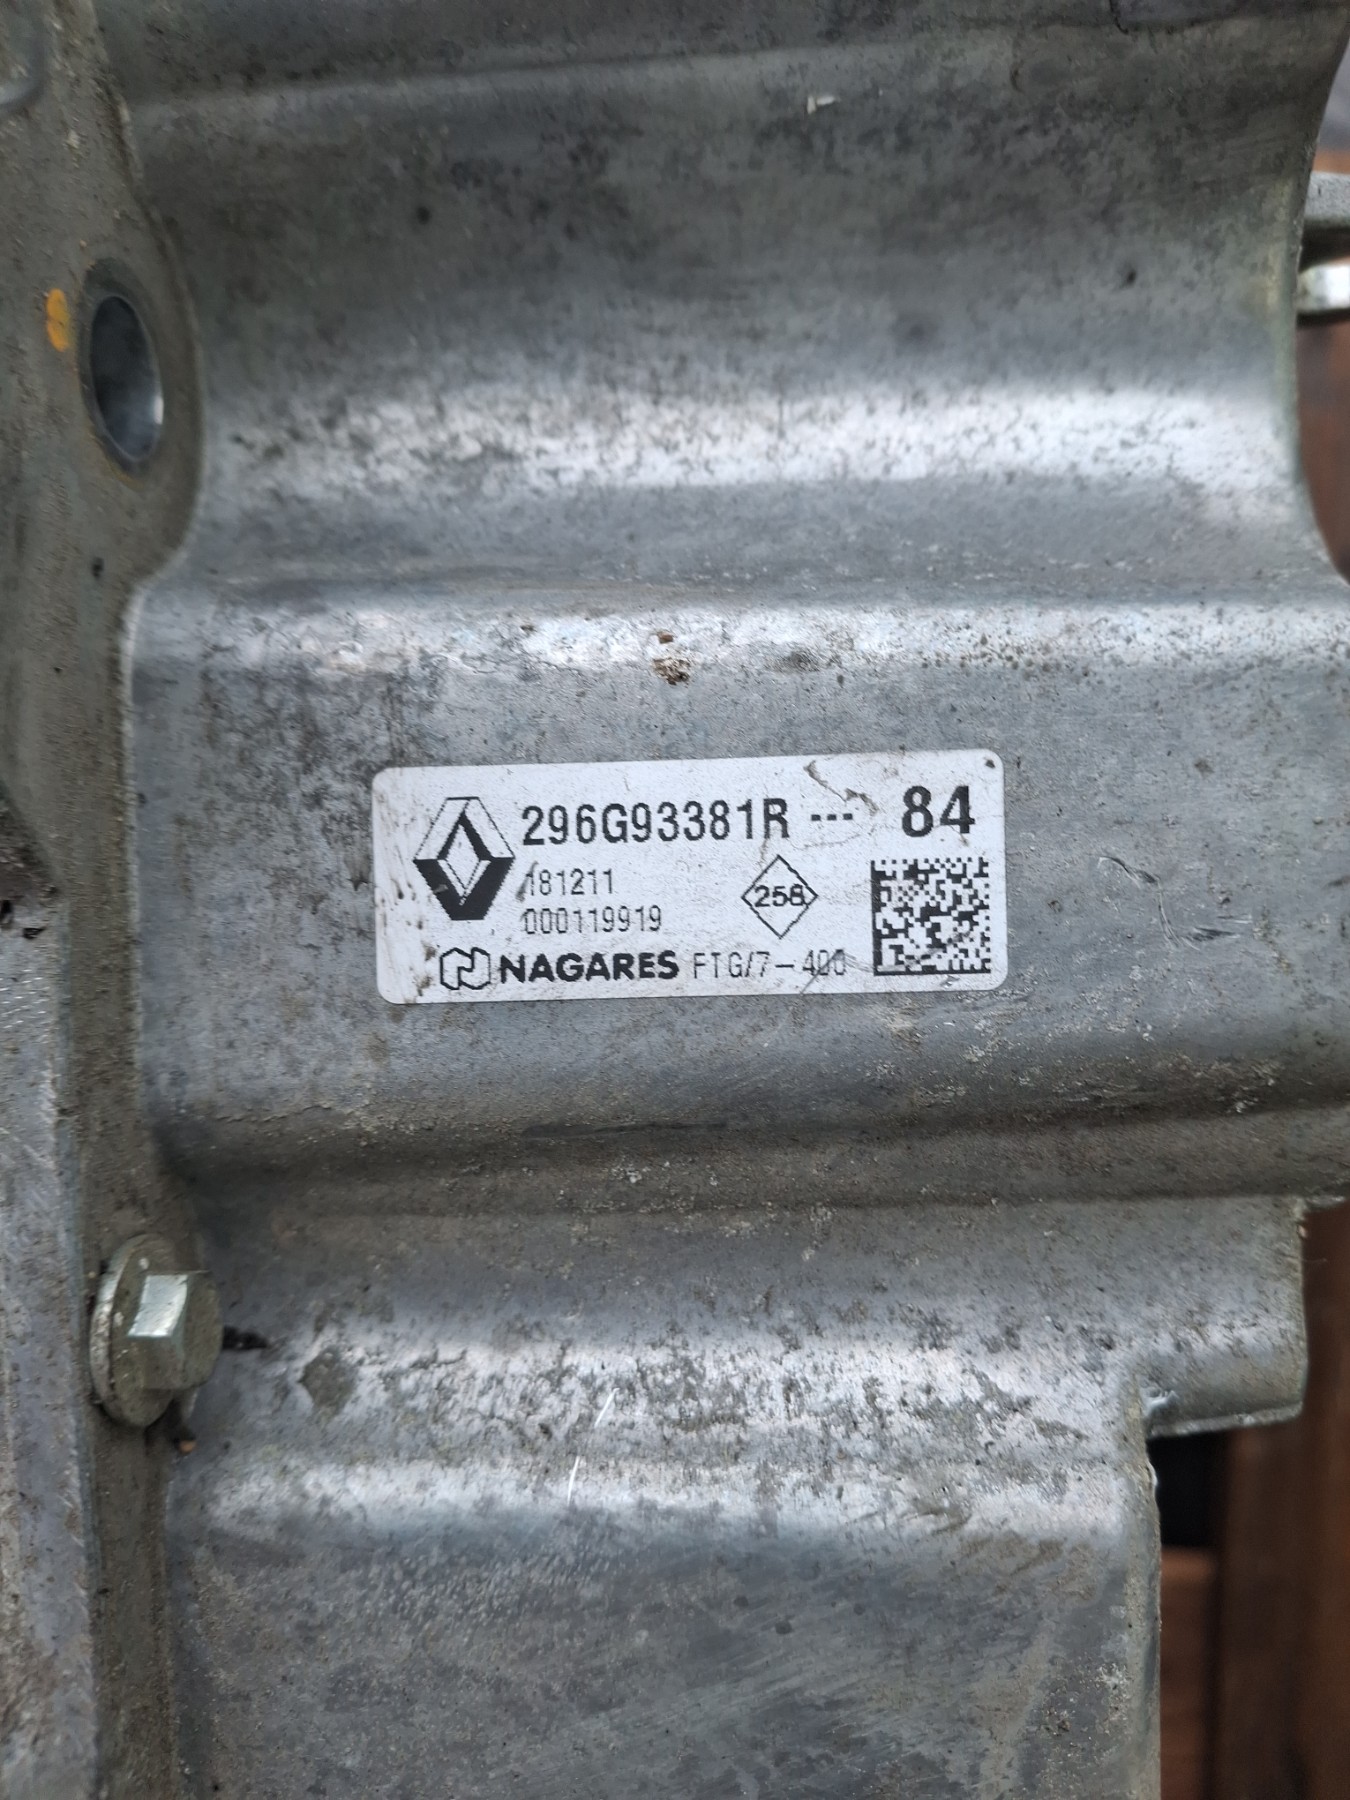 296G93381R --- 84
181211
258
000119919
NAGARES FTG/7-400